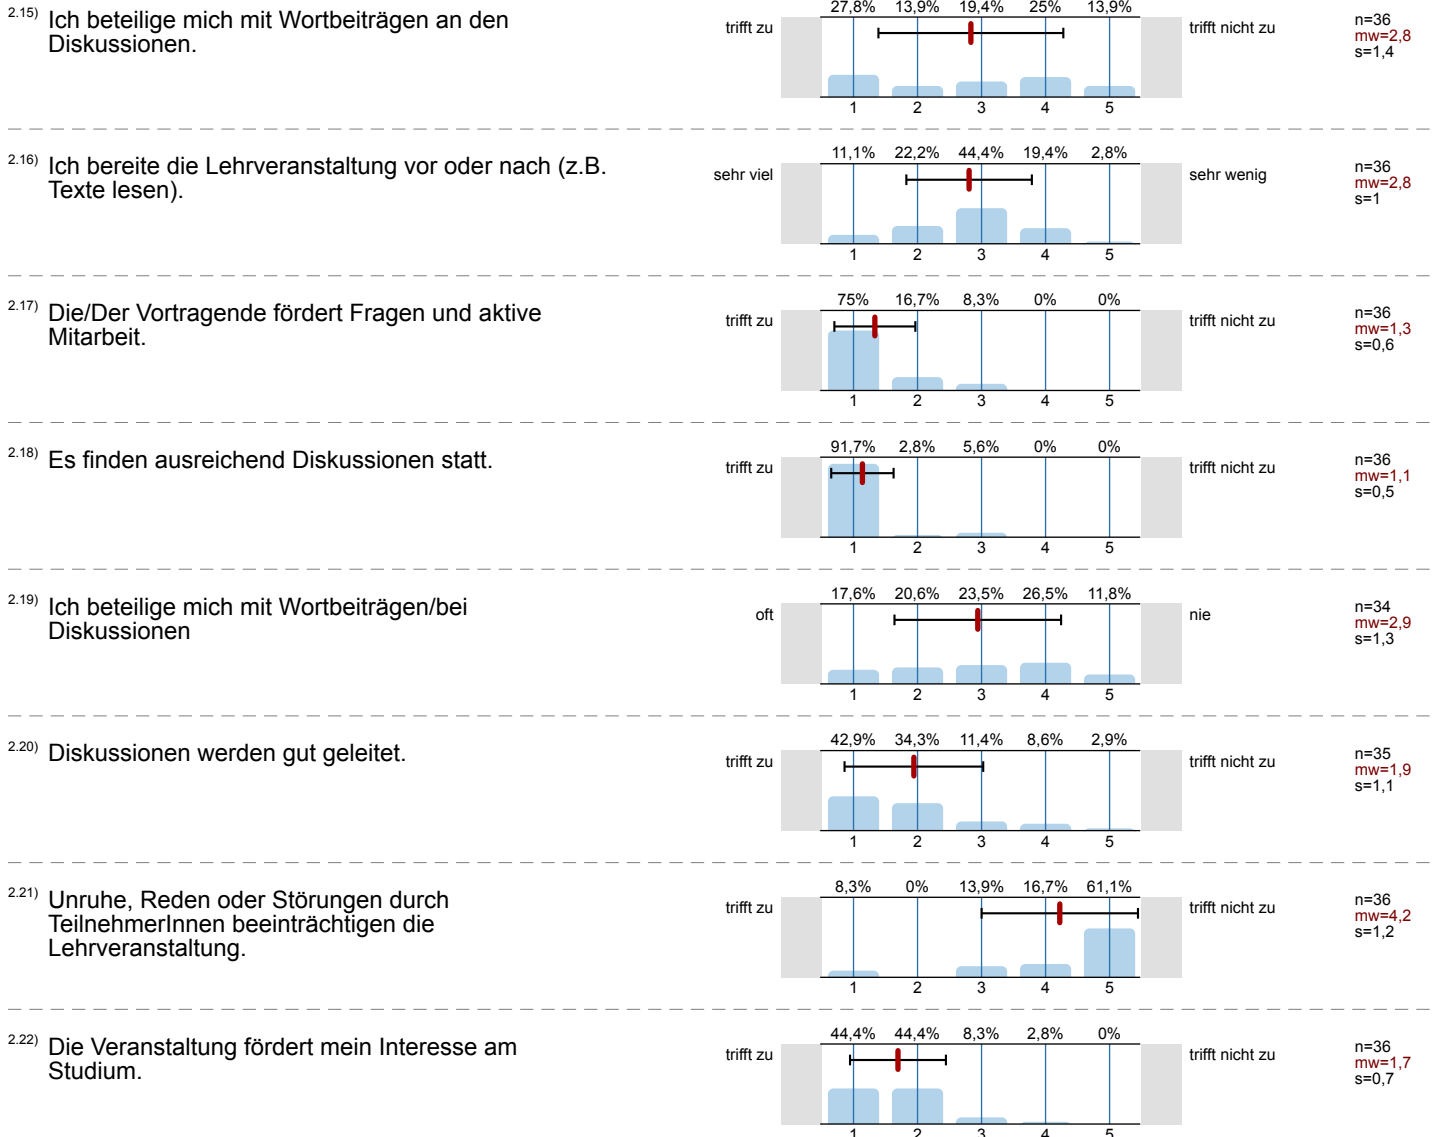 2.15) Ich beteilige mich mit Wortbeiträgen an den
Diskussionen.
27,8% 13,9% 19,4% 25% 13,9%
trifft zu
trifft nicht zu
n=36
mw=2,8
s=1,4
1 2 3 4 5
2.16) Ich bereite die Lehrveranstaltung vor oder nach (z.B.
Texte lesen).
11,1% 22,2% 44,4% 19,4% 2,8%
sehr viel
sehr wenig
n=36
mw=2,8
s=1
1 2 3 4 5
2.17) Die/Der Vortragende fördert Fragen und aktive
Mitarbeit.
75% 16,7% 8,3% 0% 0%
trifft zu
trifft nicht zu
n=36
mw=1,3
s=0,6
1 2 3 4 5
2.18) Es finden ausreichend Diskussionen statt.
91,7% 2,8% 5,6% 0% 0%
trifft zu
trifft nicht zu
n=36
mw=1,1
s=0,5
1 2 3 4 5
2.19) Ich beteilige mich mit Wortbeiträgen/bei
Diskussionen
17,6% 20,6% 23,5% 26,5% 11,8%
oft
nie
n=34
mw=2,9
s=1,3
1 2 3 4 5
2.20) Diskussionen werden gut geleitet.
42,9% 34,3% 11,4% 8,6% 2,9%
trifft zu
trifft nicht zu
n=35
mw=1,9
s=1,1
1 2 3 4 5
2.21) Unruhe, Reden oder Störungen durch
TeilnehmerInnen beeinträchtigen die
Lehrveranstaltung.
8,3% 0% 13,9% 16,7% 61,1%
trifft zu
trifft nicht zu
n=36
mw=4,2
s=1,2
1 2 3 4 5
2.22) Die Veranstaltung fördert mein Interesse am
Studium.
44,4% 44,4% 8,3% 2,8% 0%
trifft zu
trifft nicht zu
n=36
mw=1,7
s=0,7
1 2 3 4 5